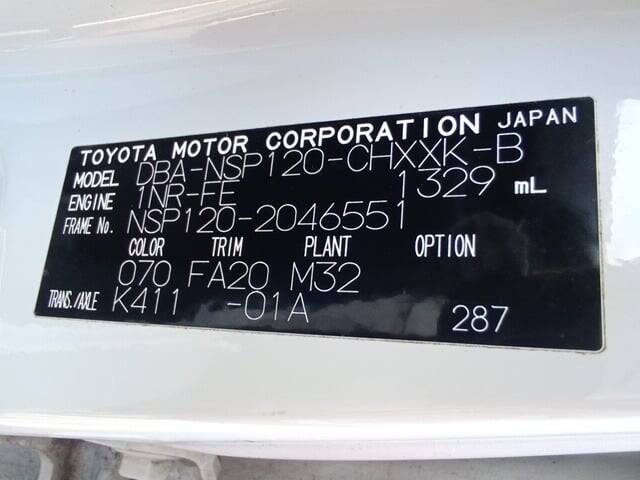 TOYOTA MOTOR CORPORATION JAPAN
MODEL DBA-NSP120-CHXXK-B
ENGINE 1NR-FE 1329 mL
FRAME No. NSP120-2046551
COLOR TRIM PLANT OPTION
070 FA20 M32
TRANS./AXLE K411 -01A 287